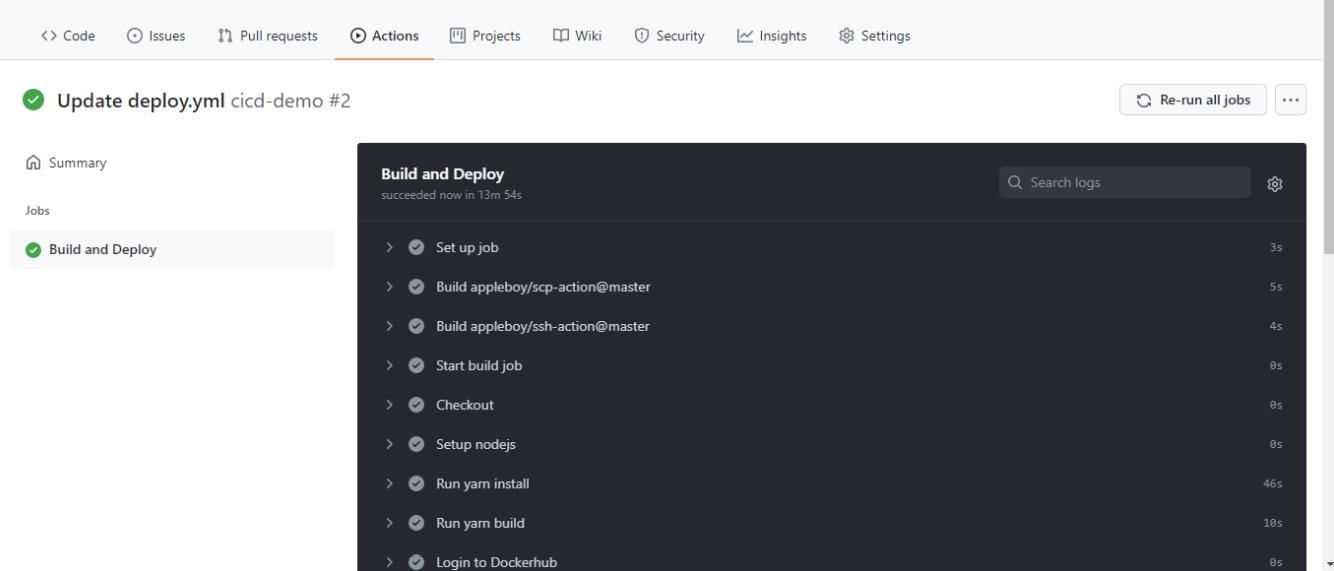 Code Issues Pull requests Actions Projects Wiki Security Insights Settings
Update deploy.yml cicd-demo #2
Re-run all jobs
Summary
Jobs
Build and Deploy
Build and Deploy
succeeded now in 13m 54s
Search logs
Set up job 3s
Build appleboy/scp-action@master 5s
Build appleboy/ssh-action@master 4s
Start build job 0s
Checkout 0s
Setup nodejs 0s
Run yarn install 46s
Run yarn build 10s
Login to Dockerhub 0s